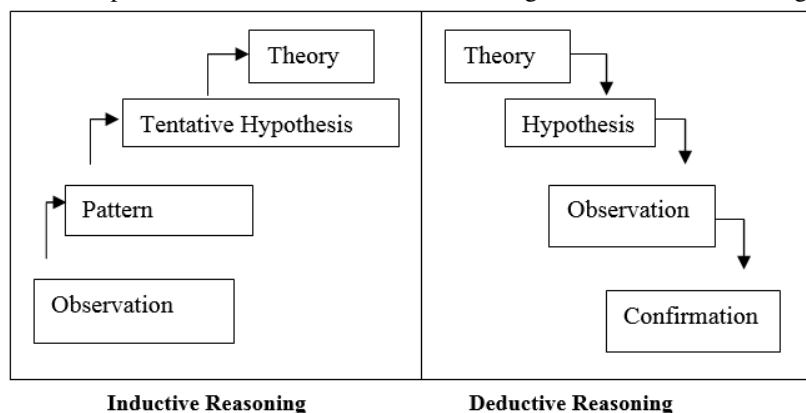 Theory
Tentative Hypothesis
Pattern
Observation
Theory
Hypothesis
Observation
Confirmation
Inductive Reasoning
Deductive Reasoning